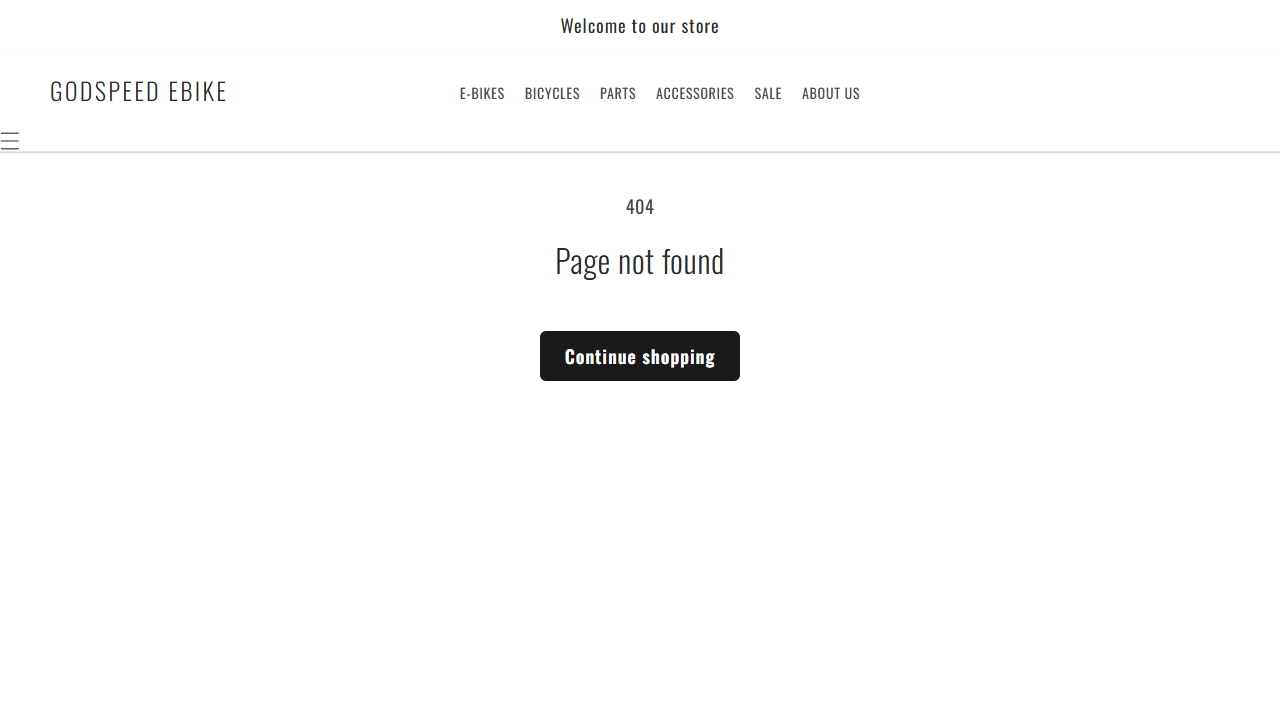 Welcome to our store
GODSPEED EBIKE
E-BIKES BICYCLES PARTS ACCESSORIES SALE ABOUT US
404
Page not found
Continue shopping